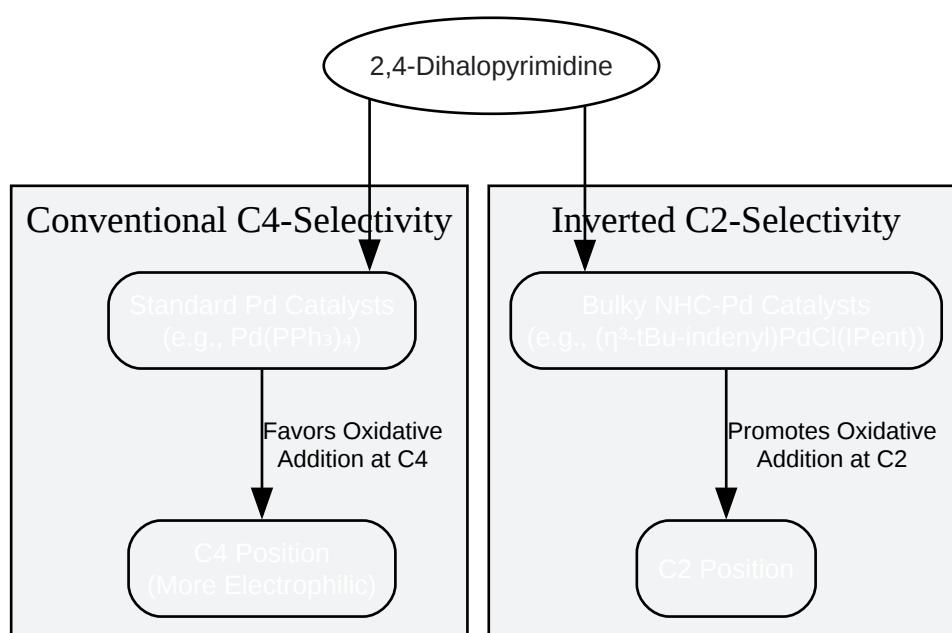 2,4-Dihalopyrimidine
Conventional C4-Selectivity
Standard Pd Catalysts
(e.g., Pd(PPh₃)₄)
Favors Oxidative
Addition at C4
C4 Position
(More Electrophilic)
Inverted C2-Selectivity
Bulky NHC-Pd Catalysts
(e.g., (η³-tBu-indenyl)PdCl(IPent))
Promotes Oxidative
Addition at C2
C2 Position